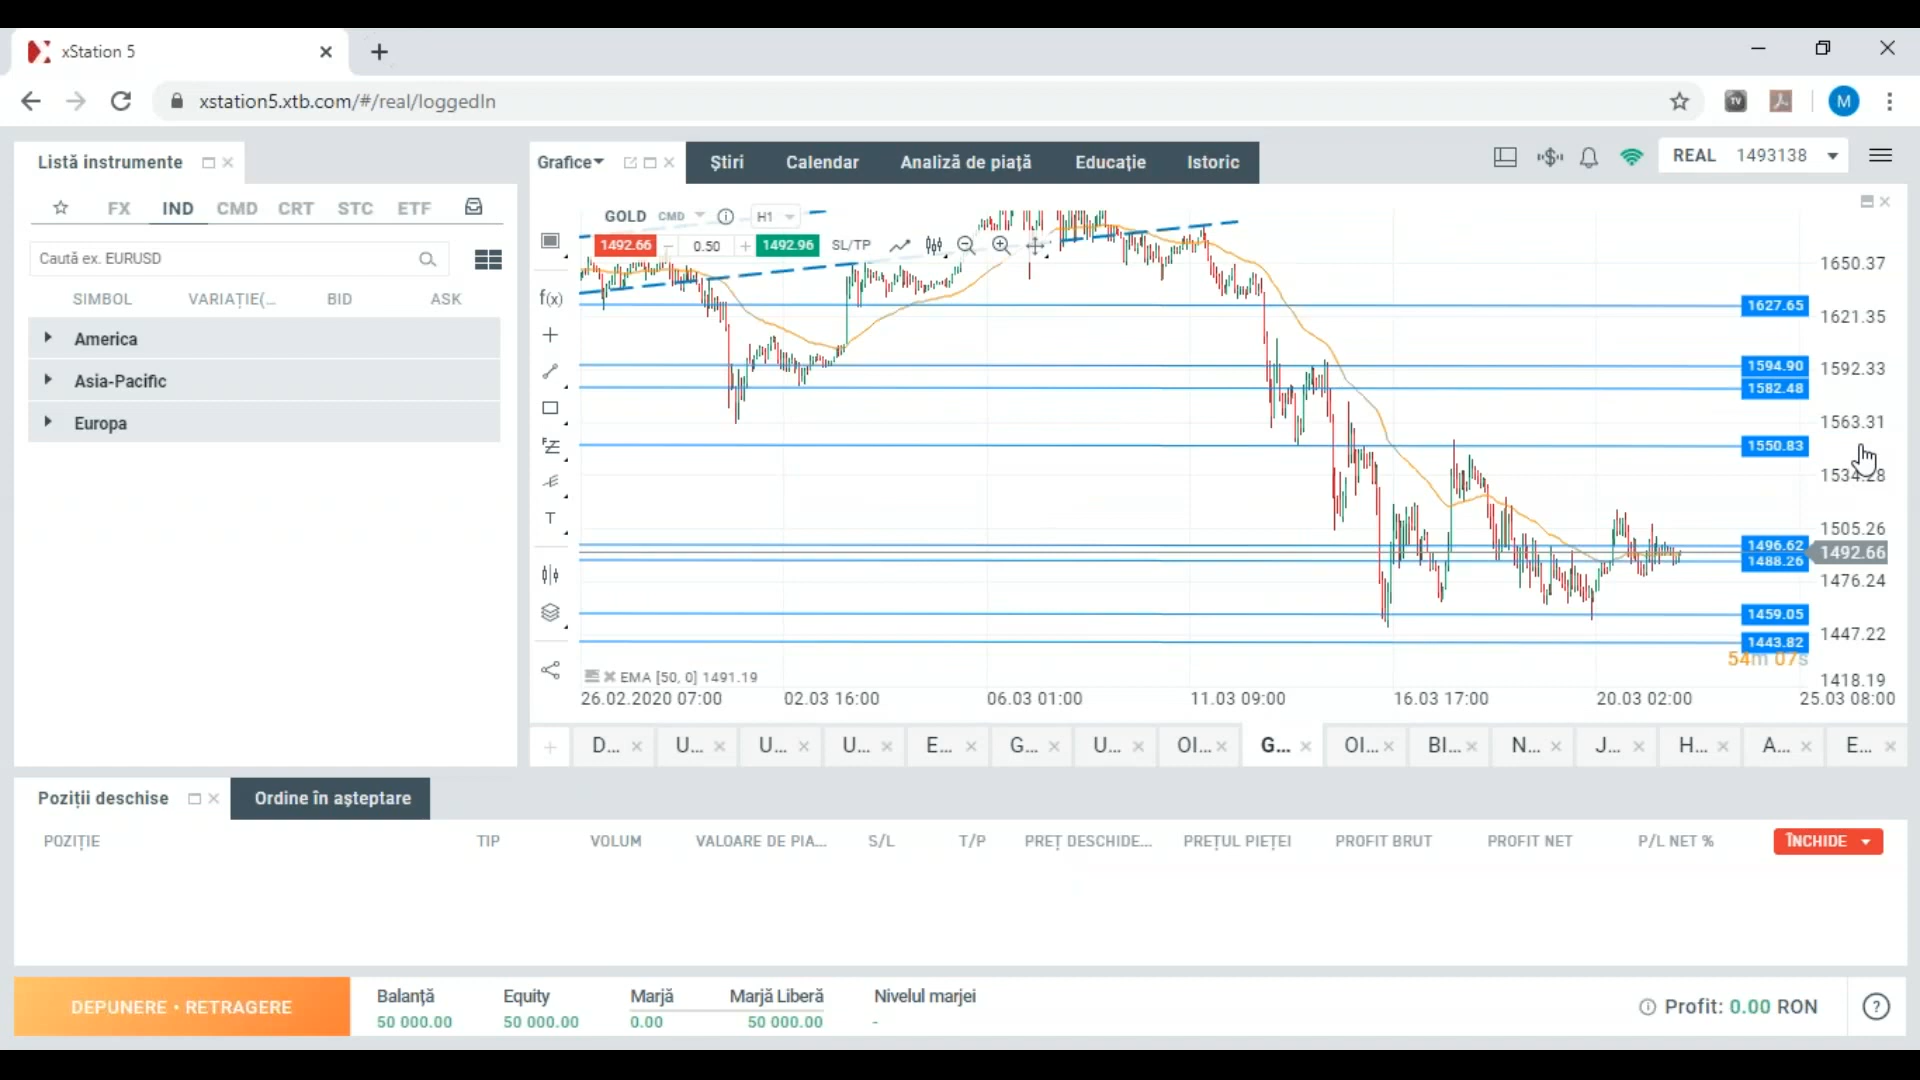 xStation 5
xstation5.xtb.com/#/real/loggedIn
M
Listă instrumente
Grafice
Știri
Calendar
Analiză de piață
Educație
Istoric
REAL 1493138
FX IND CMD CRT STC ETF
Caută ex. EURUSD
SIMBOL VARIAȚIE(... BID ASK
America
Asia-Pacific
Europa
GOLD CMD H1
1492.66 0.50 1492.96 SL/TP
f(x)
T
1650.37
1627.65
1621.35
1594.90
1592.33
1582.48
1563.31
1550.83
1505.26
1496.62
1492.66
1488.26
1476.24
1459.05
1447.22
1443.82
54m 07s
1418.19
EMA [50, 0] 1491.19
26.02.2020 07:00 02.03 16:00 06.03 01:00 11.03 09:00 16.03 17:00 20.03 02:00 25.03 08:00
D... U... U... U... E... G... U... OI... G... OI... BI... N... J... H... A... E...
Poziții deschise
Ordine în așteptare
POZIȚIE TIP VOLUM VALOARE DE PIA... S/L T/P PREȚ DESCHIDE... PREȚUL PIEȚEI PROFIT BRUT PROFIT NET P/L NET % ÎNCHIDE
DEPUNERE • RETRAGERE
Balanță Equity Marjă Marjă Liberă Nivelul marjei
50 000.00 50 000.00 0.00 50 000.00 -
Profit: 0.00 RON